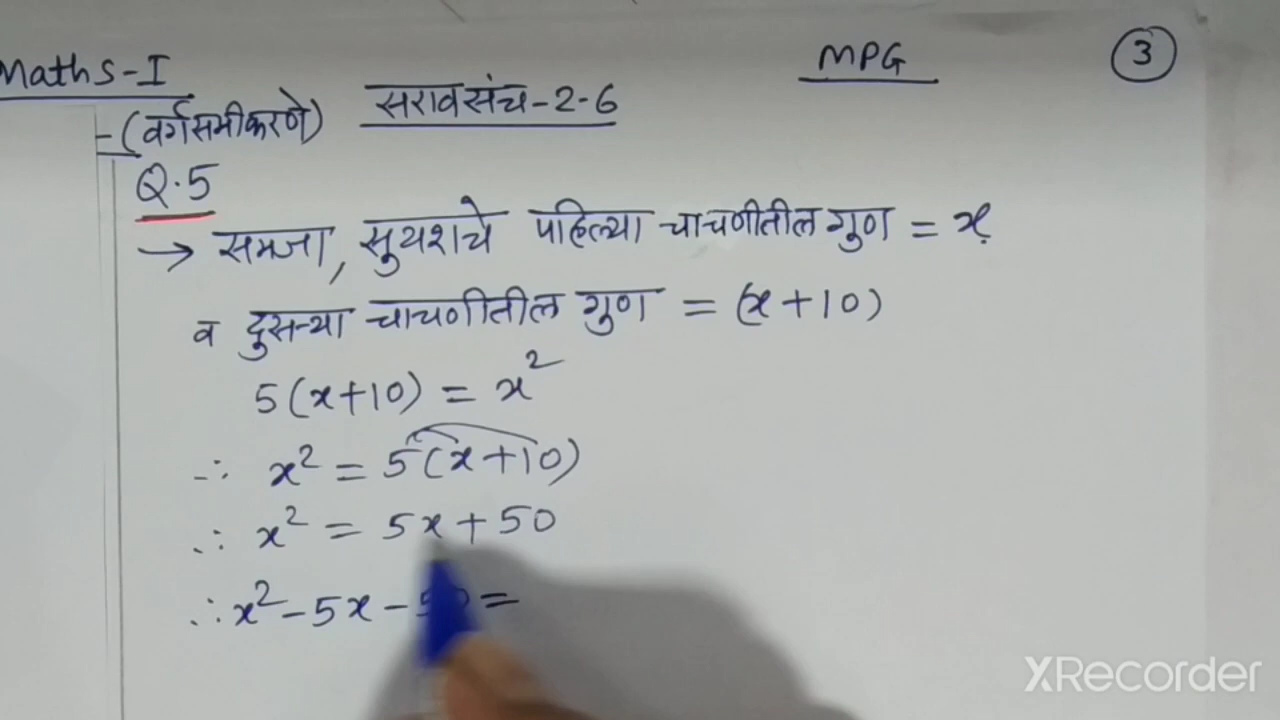 Maths-I
MPG
3
-(वर्गसमीकरणे)
सरावसंच-2-6
Q.5
→ समजा, सुयशचे पहिल्या चाचणीतील गुण = x
व दुसऱ्या चाचणीतील गुण = (x+10)
5(x+10) = x²
∴ x² = 5(x+10)
∴ x² = 5x+50
∴ x²-5x-50=
XRecorder